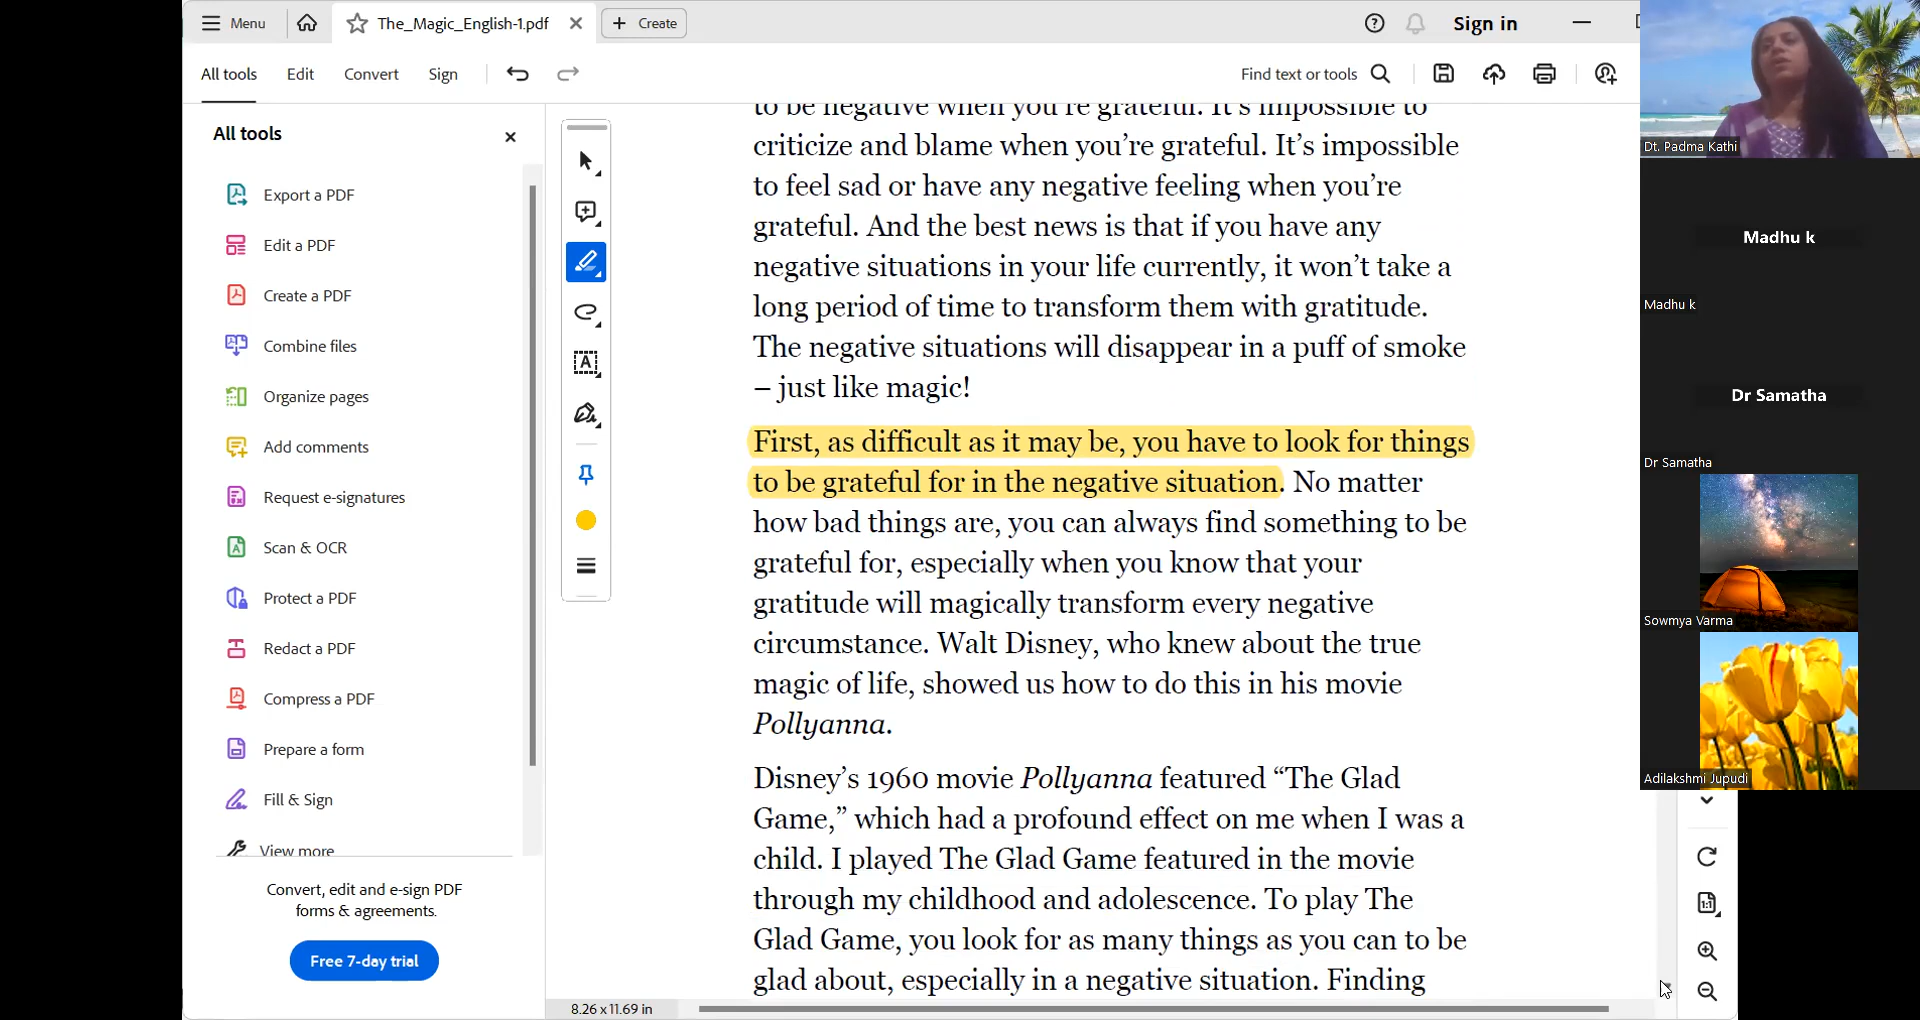 Menu
The_Magic_English-1.pdf
Create
Sign in
All tools
Edit
Convert
Sign
Find text or tools
All tools
Export a PDF
Edit a PDF
Create a PDF
Combine files
Organize pages
Add comments
Request e-signatures
Scan & OCR
Protect a PDF
Redact a PDF
Compress a PDF
Prepare a form
Fill & Sign
View more
Convert, edit and e-sign PDF
forms & agreements.
Free 7-day trial
to be negative when you're grateful. It's impossible to
criticize and blame when you’re grateful. It’s impossible
to feel sad or have any negative feeling when you’re
grateful. And the best news is that if you have any
negative situations in your life currently, it won’t take a
long period of time to transform them with gratitude.
The negative situations will disappear in a puff of smoke
– just like magic!
First, as difficult as it may be, you have to look for things
to be grateful for in the negative situation. No matter
how bad things are, you can always find something to be
grateful for, especially when you know that your
gratitude will magically transform every negative
circumstance. Walt Disney, who knew about the true
magic of life, showed us how to do this in his movie
Pollyanna.
Disney’s 1960 movie Pollyanna featured “The Glad
Game,” which had a profound effect on me when I was a
child. I played The Glad Game featured in the movie
through my childhood and adolescence. To play The
Glad Game, you look for as many things as you can to be
glad about, especially in a negative situation. Finding
8.26 x 11.69 in
Dt. Padma Kathi
Madhu k
Madhu k
Dr Samatha
Dr Samatha
Sowmya Varma
Adilakshmi Jupudi
1:1